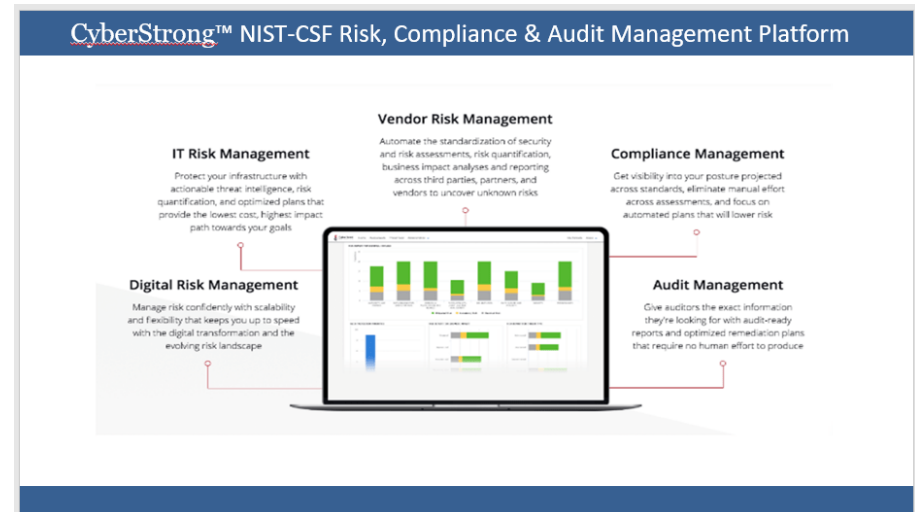 CyberStrong™ NIST-CSF Risk, Compliance & Audit Management Platform
Vendor Risk Management
Automate the standardization of security
and risk assessments, risk quantification,
business impact analyses and reporting
across third parties, partners, and
vendors to uncover unknown risks
IT Risk Management
Protect your infrastructure with
actionable threat intelligence, risk
quantification, and optimized plans that
provide the lowest cost, highest impact
path towards your goals
Compliance Management
Get visibility into your posture projected
across standards, eliminate manual effort
across assessments, and focus on
automated plans that will lower risk
Digital Risk Management
Manage risk confidently with scalability
and flexibility that keeps you up to speed
with the digital transformation and the
evolving risk landscape
Audit Management
Give auditors the exact information
they're looking for with audit-ready
reports and optimized remediation plans
that require no human effort to produce